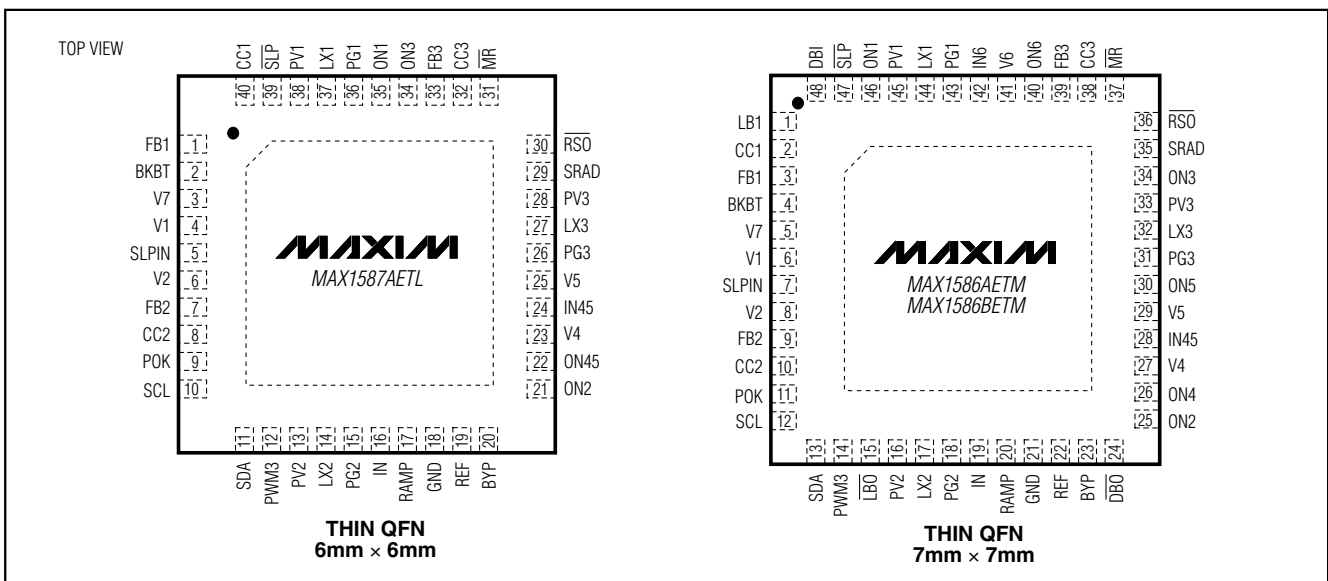 TOP VIEW
CC1 SLP PV1 LX1 PG1 ON1 ON3 FB3 CC3 MR
40 39 38 37 36 35 34 33 32 31
FB1 1
BKBT 2
V7 3
V1 4
SLPIN 5
V2 6
FB2 7
CC2 8
POK 9
SCL 10
MAXIM
MAX1587AETL
30 RSO
29 SRAD
28 PV3
27 LX3
26 PG3
25 V5
24 IN45
23 V4
22 ON45
21 ON2
11 12 13 14 15 16 17 18 19 20
SDA PWM3 PV2 LX2 PG2 IN RAMP GND REF BYP
THIN QFN
6mm × 6mm
DBI SLP ON1 PV1 LX1 PG1 IN6 V6 ON6 FB3 CC3 MR
48 47 46 45 44 43 42 41 40 39 38 37
LB1 1
CC1 2
FB1 3
BKBT 4
V7 5
V1 6
SLPIN 7
V2 8
FB2 9
CC2 10
POK 11
SCL 12
MAXIM
MAX1586AETM
MAX1586BETM
36 RSO
35 SRAD
34 ON3
33 PV3
32 LX3
31 PG3
30 ON5
29 V5
28 IN45
27 V4
26 ON4
25 ON2
13 14 15 16 17 18 19 20 21 22 23 24
SDA PWM3 LBO PV2 LX2 PG2 IN RAMP GND REF BYP DBO
THIN QFN
7mm × 7mm